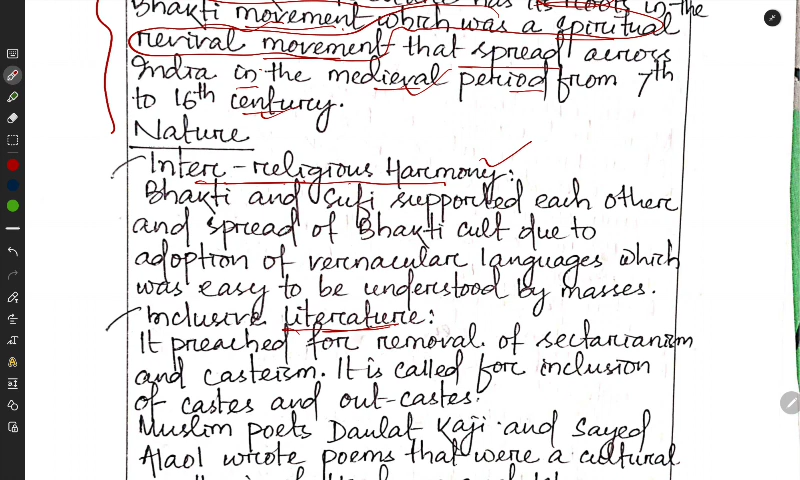 Bhakti movement which was a spiritual
revival movement that spread across
India in the medieval period from 7th
to 16th century.
Nature
Inter-religious Harmony:
Bhakti and Sufi supported each other
and spread of Bhakti cult due to
adoption of vernacular languages which
was easy to be understood by masses.
Inclusive literature:
It preached for removal of sectarianism
and casteism. It is called for inclusion
of castes and out-castes.
Muslim poets Daulat Kaji and Sayed
Alaol wrote poems that were a cultural